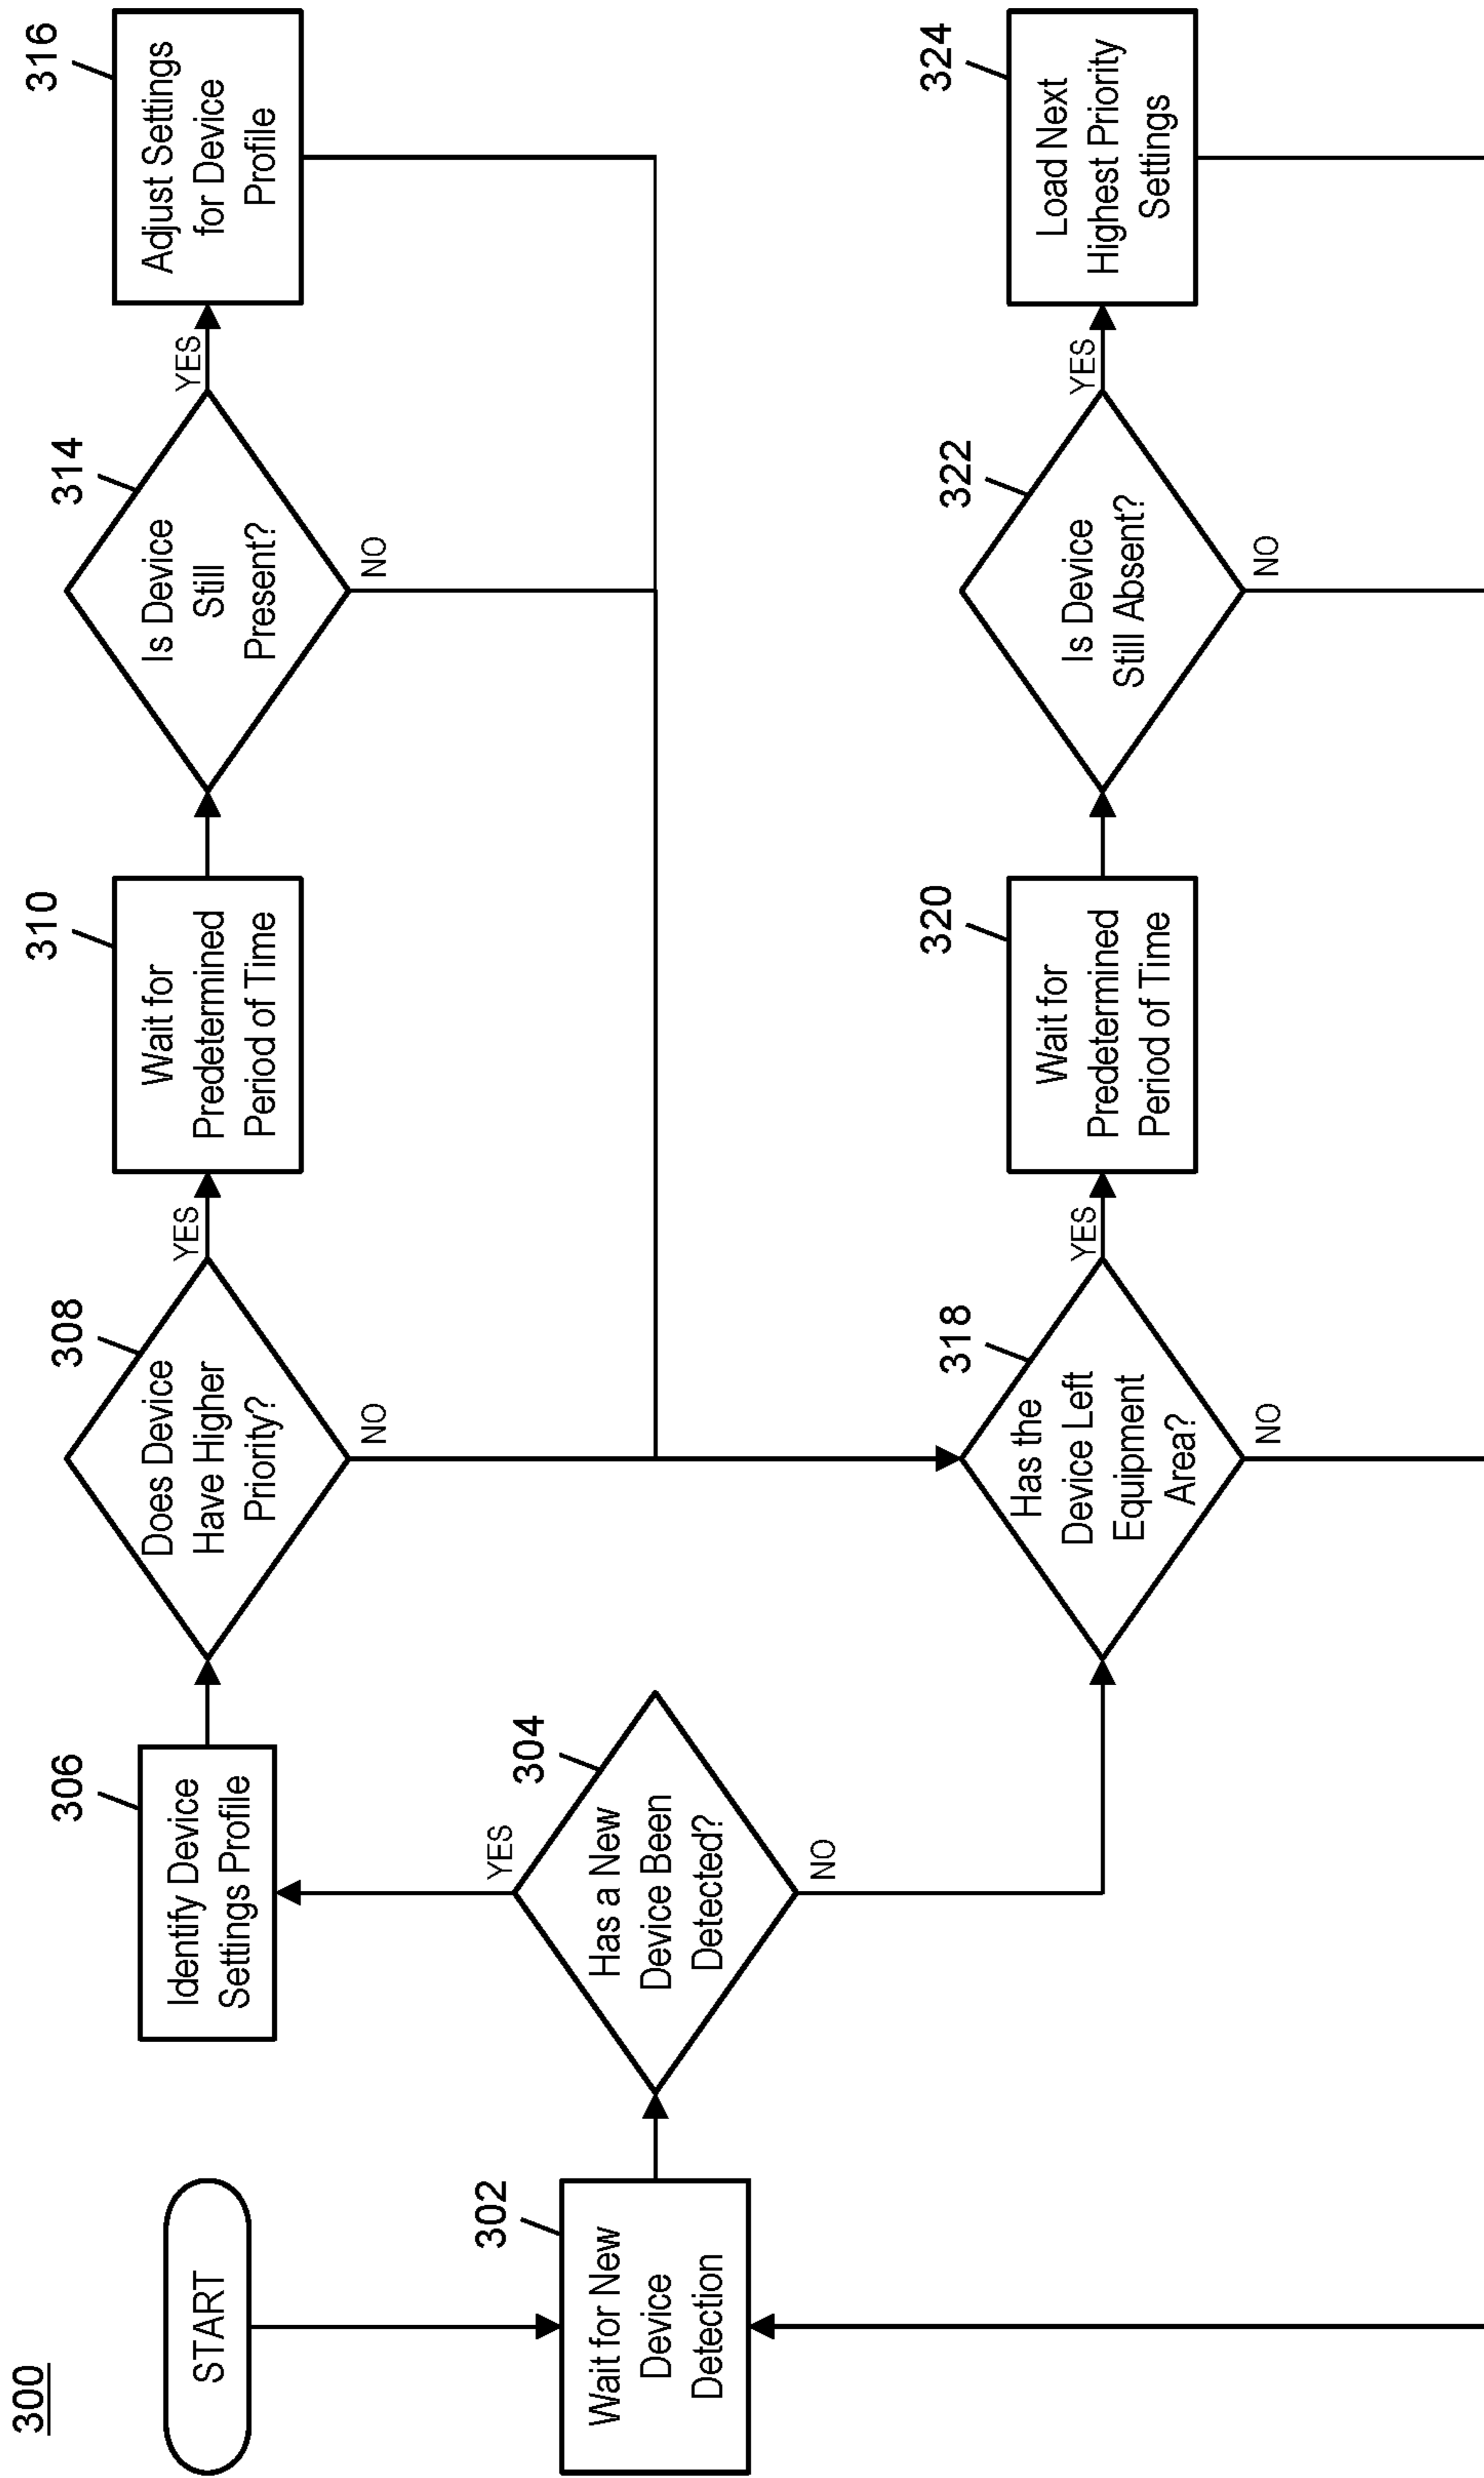 300
START
302
Wait for New
Device
Detection
304
Has a New
Device Been
Detected?
YES
NO
306
Identify Device
Settings Profile
308
Does Device
Have Higher
Priority?
YES
NO
310
Wait for
Predetermined
Period of Time
314
Is Device
Still
Present?
YES
NO
316
Adjust Settings
for Device
Profile
318
Has the
Device Left
Equipment
Area?
YES
NO
320
Wait for
Predetermined
Period of Time
322
Is Device
Still Absent?
YES
NO
324
Load Next
Highest Priority
Settings